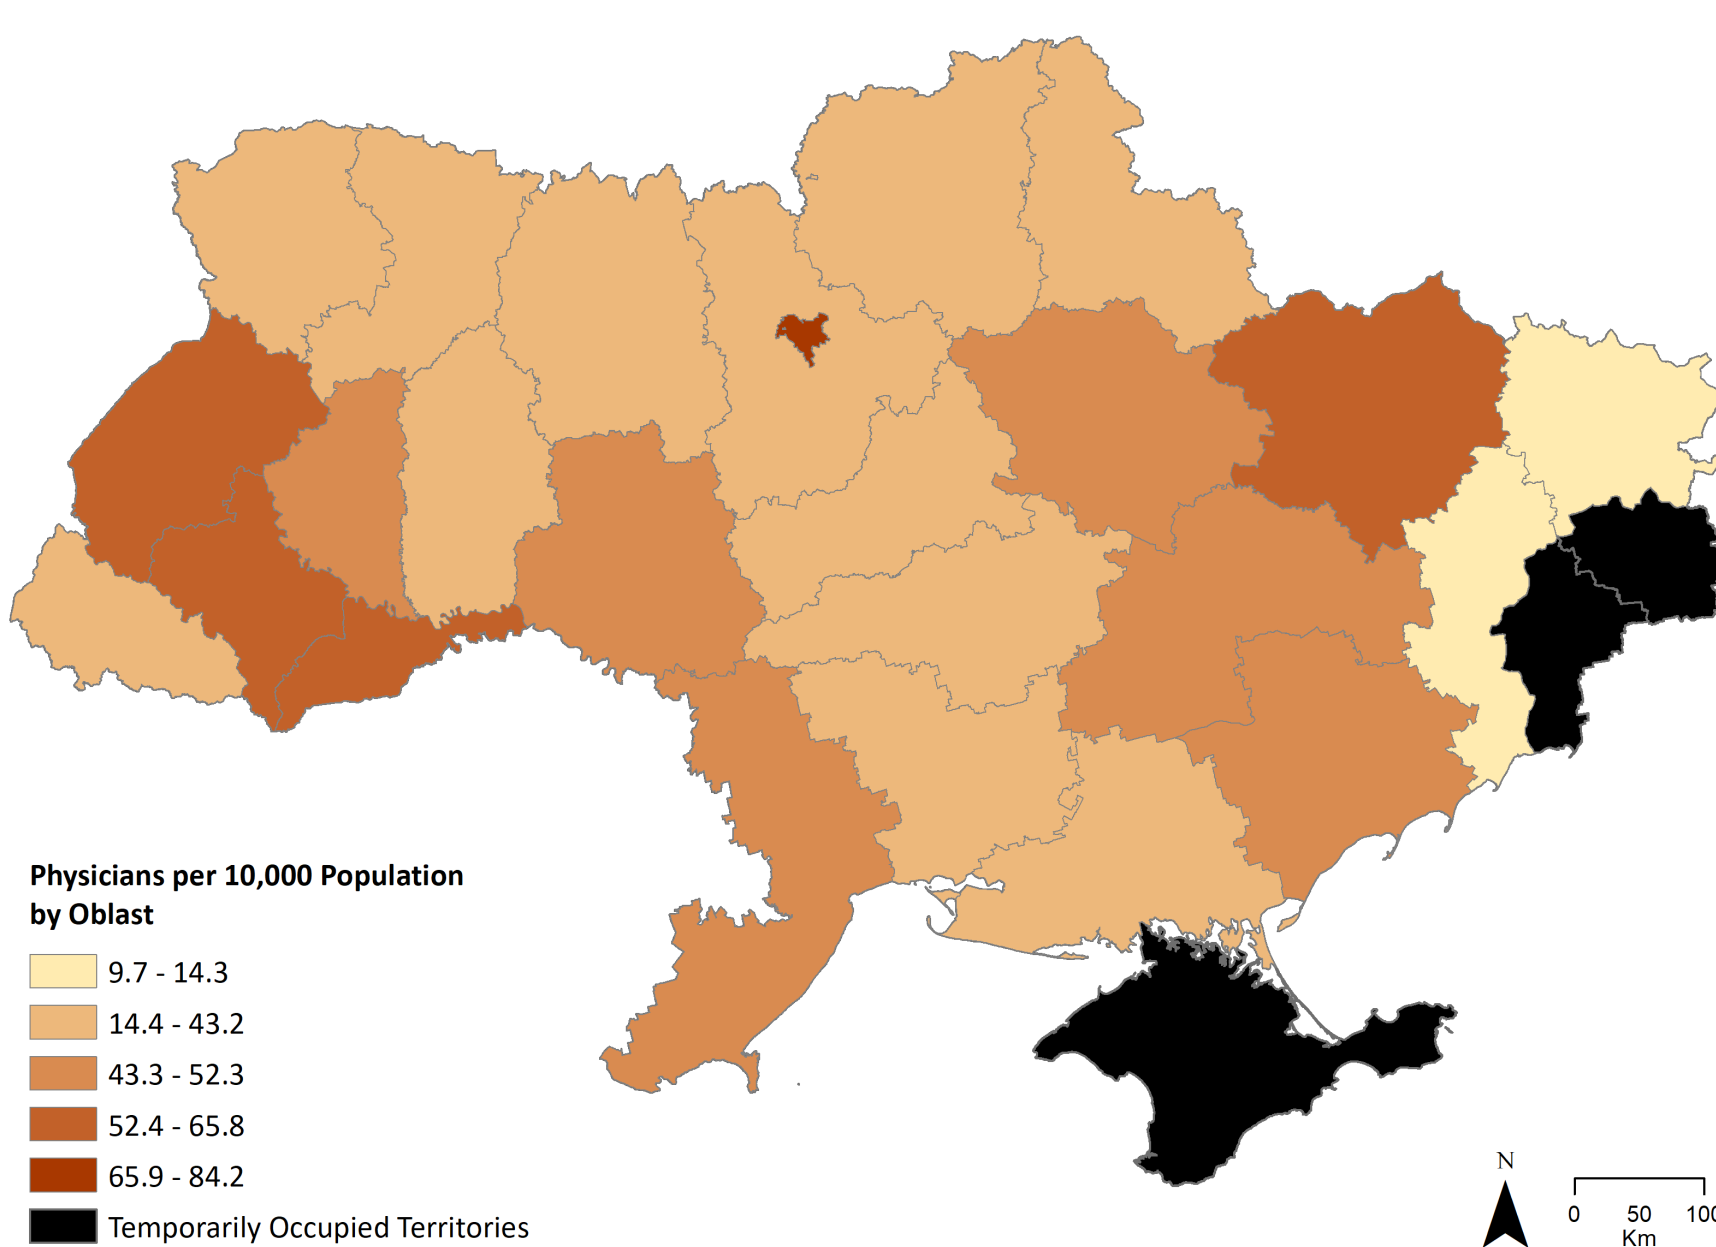 Physicians per 10,000 Population
by Oblast
9.7 - 14.3
14.4 - 43.2
43.3 - 52.3
52.4 - 65.8
65.9 - 84.2
Temporarily Occupied Territories
N
0 50 100
Km